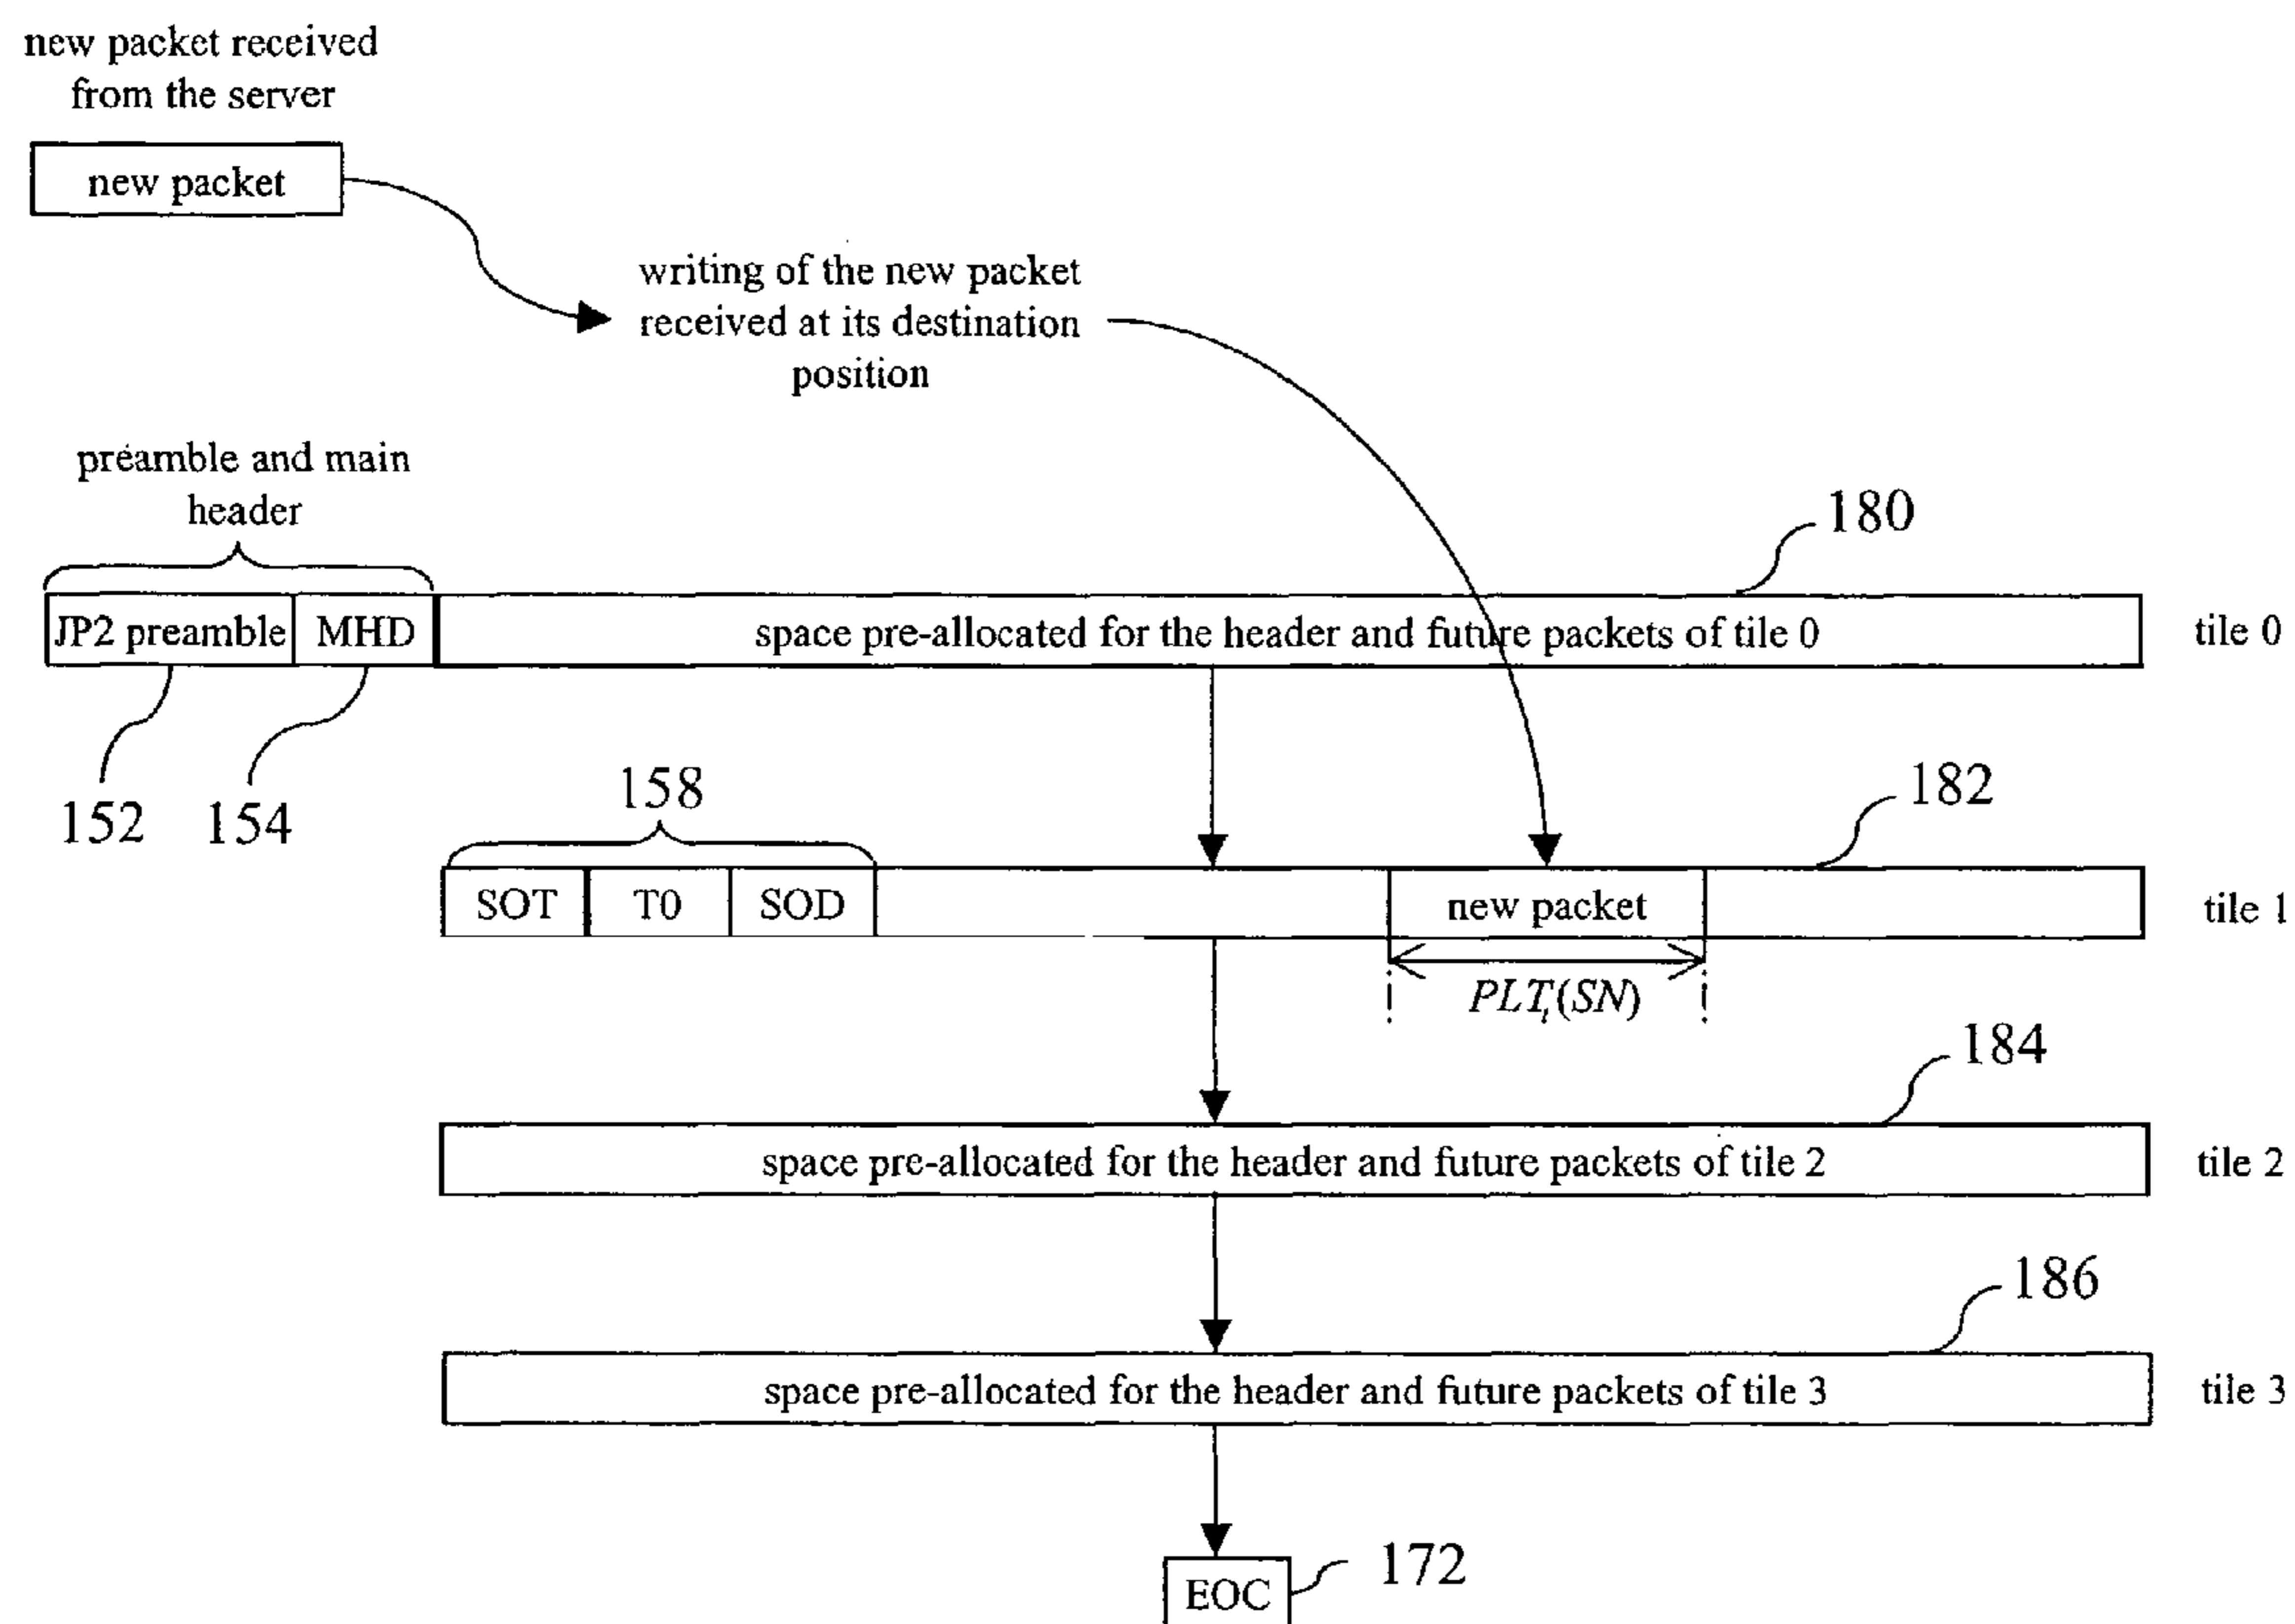 new packet received
from the server
new packet
writing of the new packet
received at its destination
position
preamble and main
header
180
JP2 preamble MHD space pre-allocated for the header and future packets of tile 0 tile 0
152 154
158
182
SOT T0 SOD new packet tile 1
PLTi(SN)
184
space pre-allocated for the header and future packets of tile 2 tile 2
186
space pre-allocated for the header and future packets of tile 3 tile 3
EOC 172